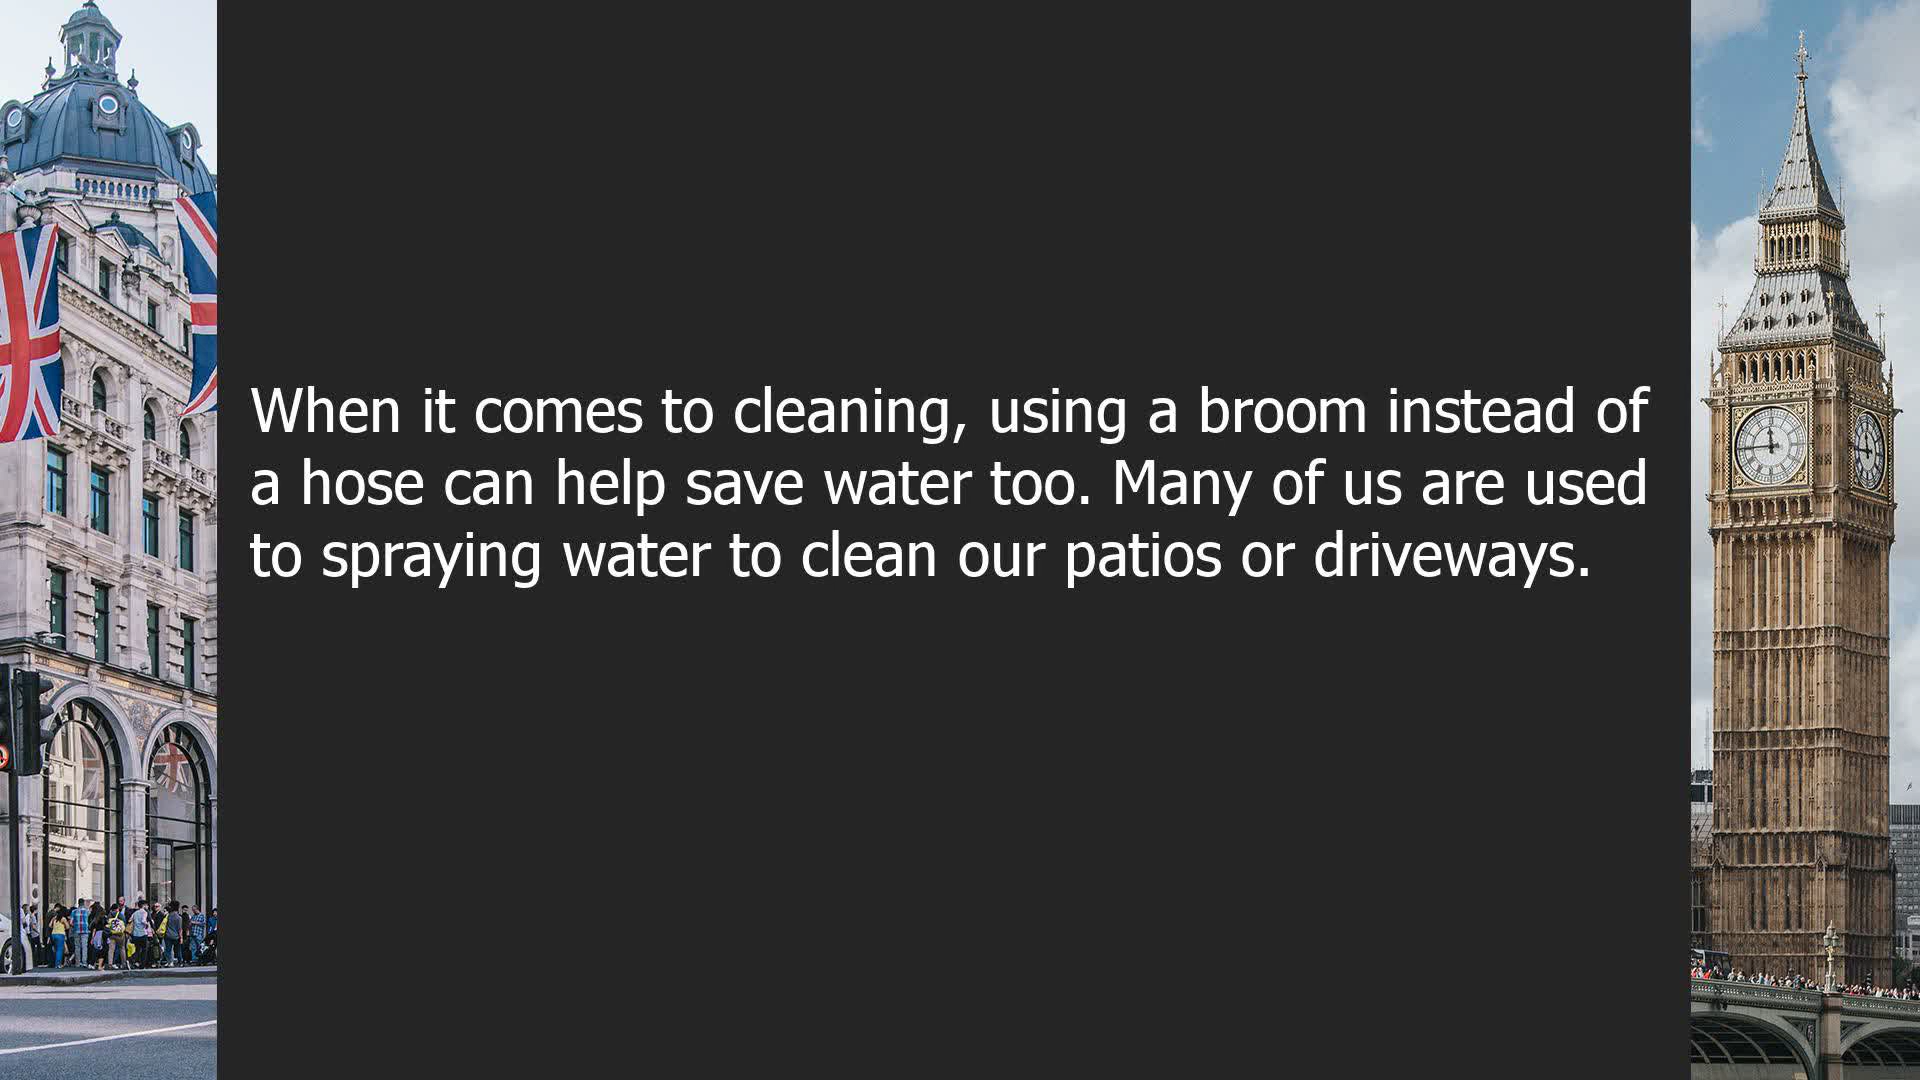 When it comes to cleaning, using a broom instead of
a hose can help save water too. Many of us are used
to spraying water to clean our patios or driveways.